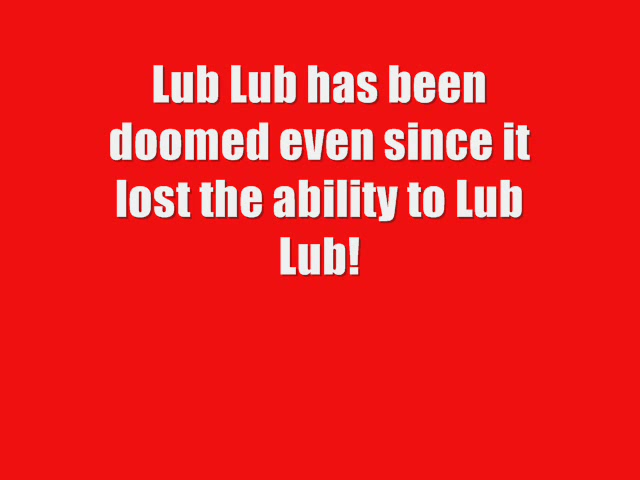 Lub Lub has been
doomed even since it
lost the ability to Lub
Lub!